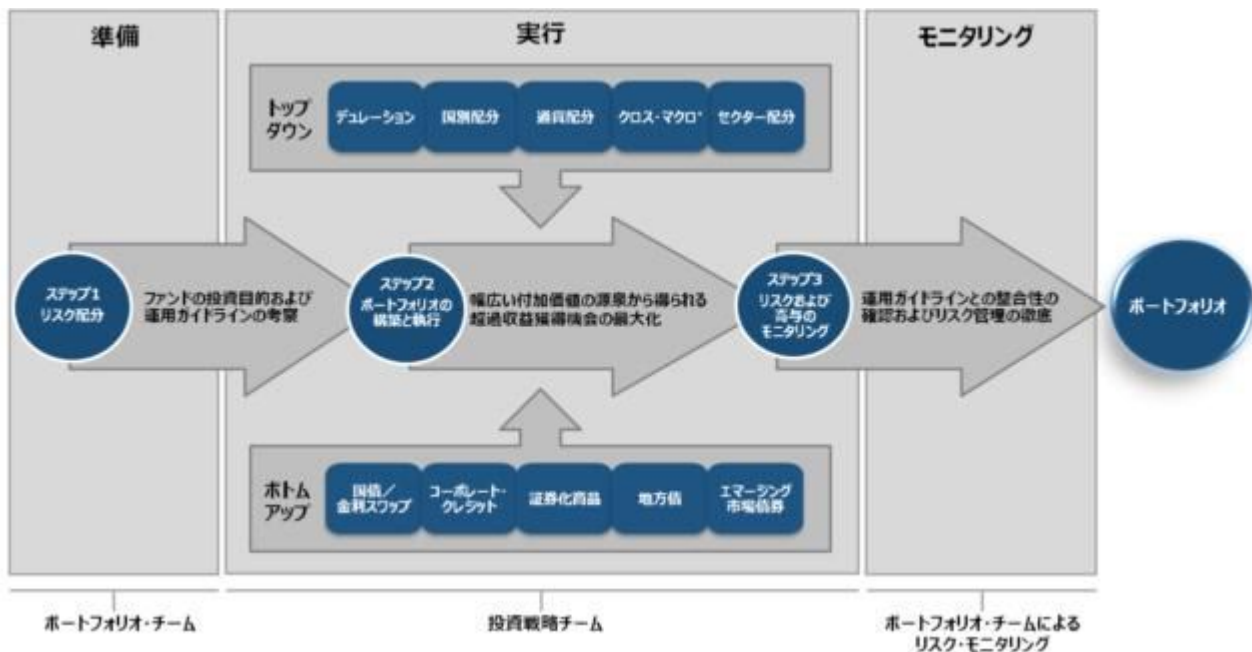 準備
実行
モニタリング
トップ
ダウン
デュレーション
国別配分
通貨配分
クロス・マクロ*
セクター配分
ステップ1
リスク配分
ファンドの投資目的および
運用ガイドラインの考察
ステップ2
ポートフォリオの
構築と執行
幅広い付加価値の源泉から得られる
超過収益獲得機会の最大化
ステップ3
リスクおよび
寄与の
モニタリング
運用ガイドラインとの整合性の
確認およびリスク管理の徹底
ポートフォリオ
ボトム
アップ
国債／
金利スワップ
コーポレート・
クレジット
証券化商品
地方債
エマージング
市場債券
ポートフォリオ・チーム
投資戦略チーム
ポートフォリオ・チームによる
リスク・モニタリング